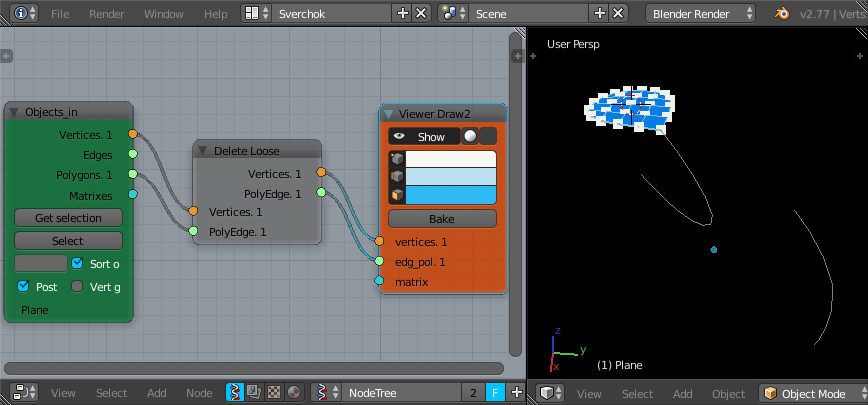 File Render Window Help Sverchok Scene Blender Render v2.77 | Verts
Objects_in
Vertices. 1
Edges
Polygons. 1
Matrixes
Get selection
Select
Sort o
Post Vert g
Plane
Delete Loose
Vertices. 1
PolyEdge. 1
Vertices. 1
PolyEdge. 1
Viewer Draw2
Show
Bake
vertices. 1
edg_pol. 1
matrix
User Persp
z
y
x
(1) Plane
View Select Add Node NodeTree 2 F
View Select Add Object Object Mode